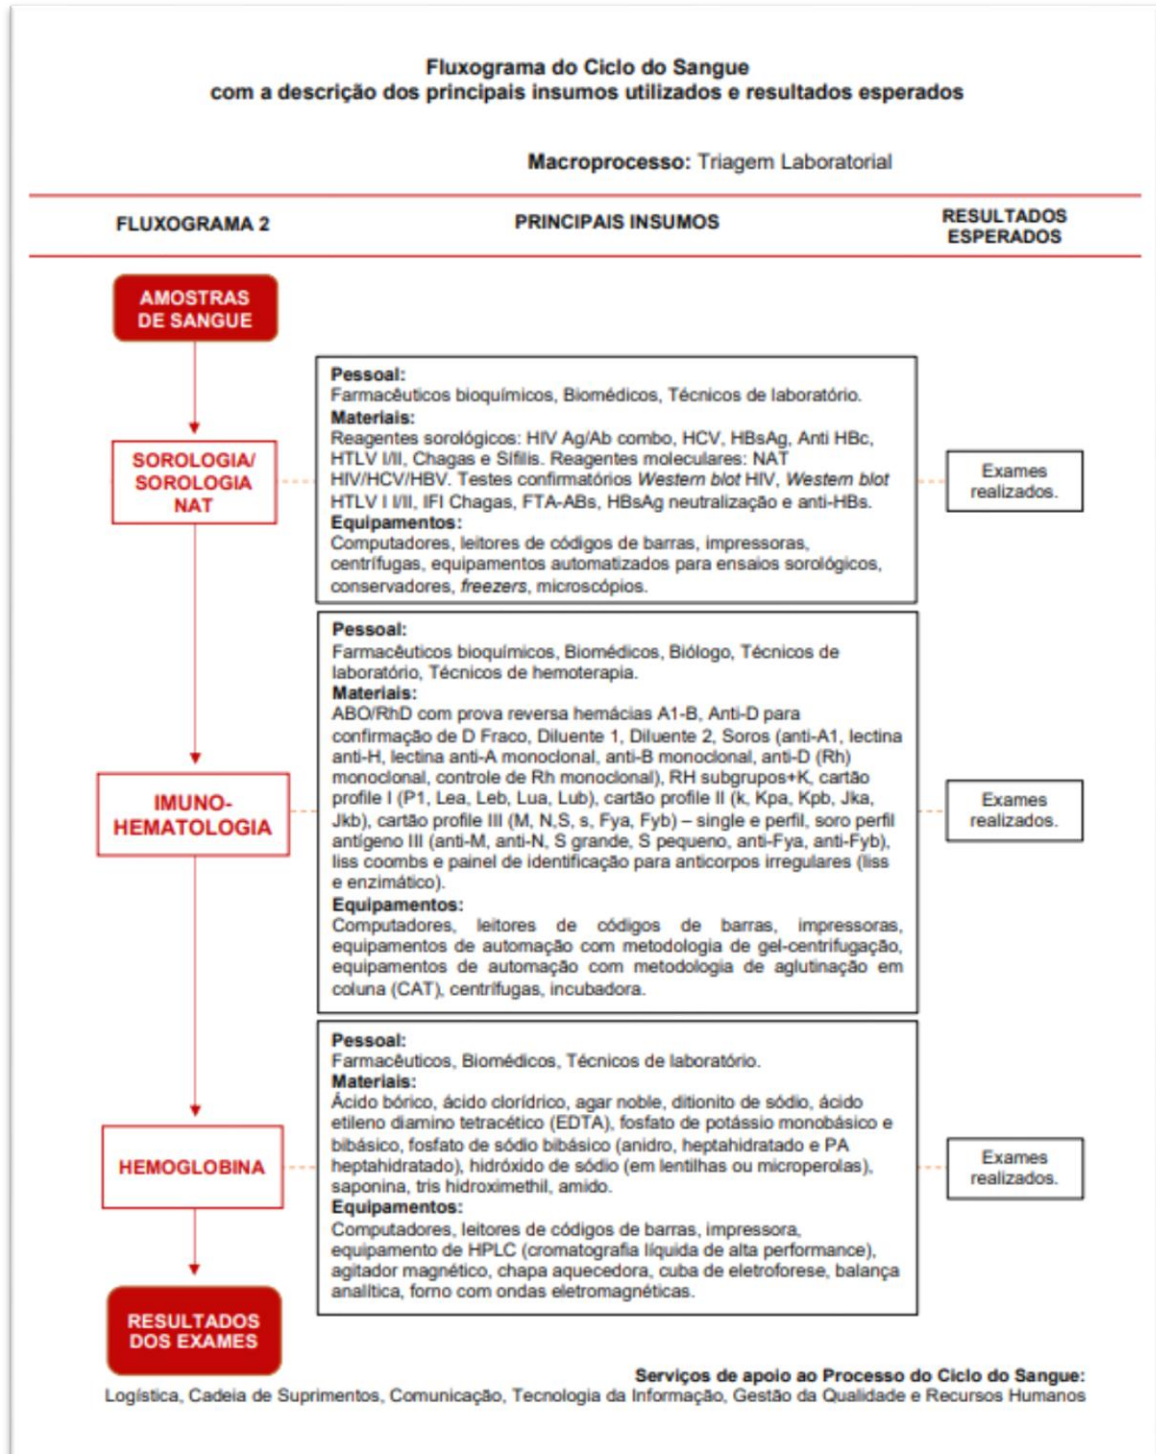 Fluxograma do Ciclo do Sangue
com a descrição dos principais insumos utilizados e resultados esperados
Macroprocesso: Triagem Laboratorial
FLUXOGRAMA 2
PRINCIPAIS INSUMOS
RESULTADOS
ESPERADOS
AMOSTRAS
DE SANGUE
SOROLOGIA/
SOROLOGIA
NAT
Pessoal:
Farmacêuticos bioquímicos, Biomédicos, Técnicos de laboratório.
Materiais:
Reagentes sorológicos: HIV Ag/Ab combo, HCV, HBsAg, Anti HBc,
HTLV I/II, Chagas e Sífilis. Reagentes moleculares: NAT
HIV/HCV/HBV. Testes confirmatórios Western blot HIV, Western blot
HTLV I I/II, IFI Chagas, FTA-ABs, HBsAg neutralização e anti-HBs.
Equipamentos:
Computadores, leitores de códigos de barras, impressoras,
centrífugas, equipamentos automatizados para ensaios sorológicos,
conservadores, freezers, microscópios.
Exames
realizados.
IMUNO-
HEMATOLOGIA
Pessoal:
Farmacêuticos bioquímicos, Biomédicos, Biólogo, Técnicos de
laboratório, Técnicos de hemoterapia.
Materiais:
ABO/RhD com prova reversa hemácias A1-B, Anti-D para
confirmação de D Fraco, Diluente 1, Diluente 2, Soros (anti-A1, lectina
anti-H, lectina anti-A monoclonal, anti-B monoclonal, anti-D (Rh)
monoclonal, controle de Rh monoclonal), RH subgrupos+K, cartão
profile I (P1, Lea, Leb, Lua, Lub), cartão profile II (k, Kpa, Kpb, Jka,
Jkb), cartão profile III (M, N,S, s, Fya, Fyb) – single e perfil, soro perfil
antígeno III (anti-M, anti-N, S grande, S pequeno, anti-Fya, anti-Fyb),
liss coombs e painel de identificação para anticorpos irregulares (liss
e enzimático).
Equipamentos:
Computadores, leitores de códigos de barras, impressoras,
equipamentos de automação com metodologia de gel-centrifugação,
equipamentos de automação com metodologia de aglutinação em
coluna (CAT), centrífugas, incubadora.
Exames
realizados.
HEMOGLOBINA
Pessoal:
Farmacêuticos, Biomédicos, Técnicos de laboratório.
Materiais:
Ácido bórico, ácido clorídrico, agar noble, ditionito de sódio, ácido
etileno diamino tetracético (EDTA), fosfato de potássio monobásico e
bibásico, fosfato de sódio bibásico (anidro, heptahidratado e PA
heptahidratado), hidróxido de sódio (em lentilhas ou microperolas),
saponina, tris hidroximethil, amido.
Equipamentos:
Computadores, leitores de códigos de barras, impressora,
equipamento de HPLC (cromatografia líquida de alta performance),
agitador magnético, chapa aquecedora, cuba de eletroforese, balança
analítica, forno com ondas eletromagnéticas.
Exames
realizados.
RESULTADOS
DOS EXAMES
Serviços de apoio ao Processo do Ciclo do Sangue:
Logística, Cadeia de Suprimentos, Comunicação, Tecnologia da Informação, Gestão da Qualidade e Recursos Humanos